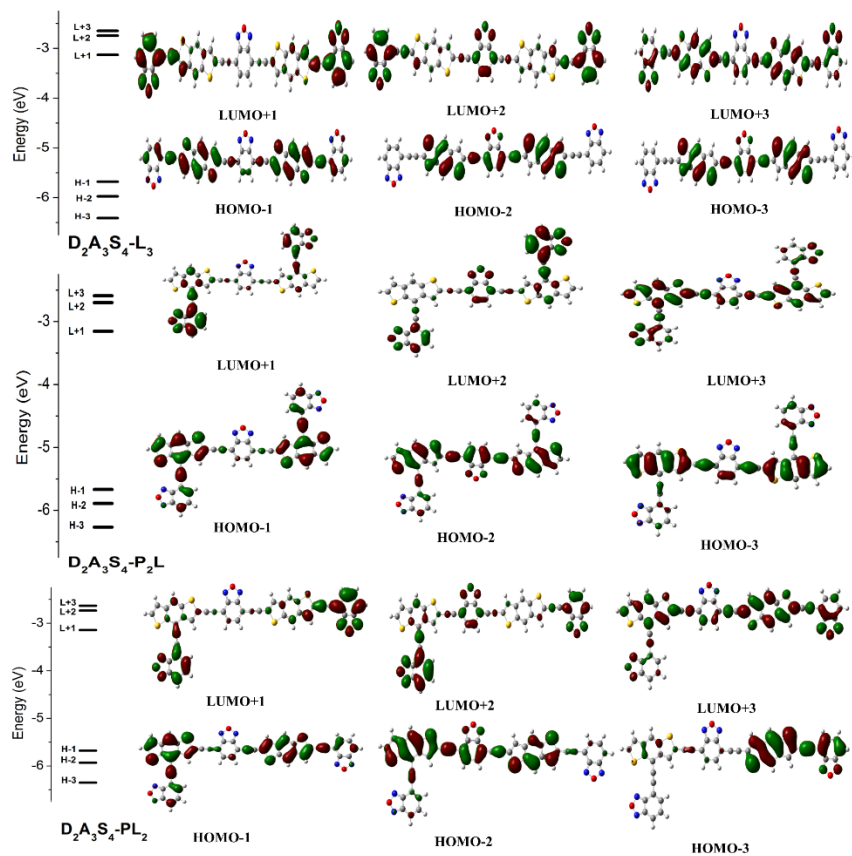 L+3
L+2
L+1
-3
-4
-5
-6
Energy (eV)
H-1
H-2
H-3
LUMO+1
LUMO+2
LUMO+3
HOMO-1
HOMO-2
HOMO-3
D₂A₃S₄-L₃
L+3
L+2
L+1
-3
-4
-5
-6
Energy (eV)
H-1
H-2
H-3
LUMO+1
LUMO+2
LUMO+3
HOMO-1
HOMO-2
HOMO-3
D₂A₃S₄-P₂L
L+3
L+2
L+1
-3
-4
-5
-6
Energy (eV)
H-1
H-2
H-3
LUMO+1
LUMO+2
LUMO+3
HOMO-1
HOMO-2
HOMO-3
D₂A₃S₄-PL₂